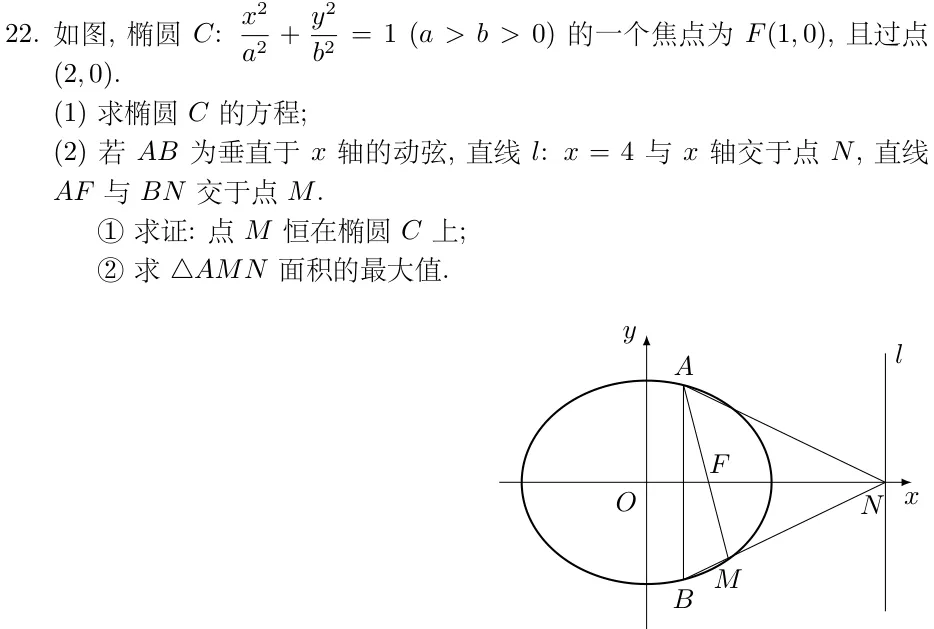 22. 如图, 椭圆 C: x²/a² + y²/b² = 1 (a > b > 0) 的一个焦点为 F(1,0), 且过点
(2,0).
(1) 求椭圆 C 的方程;
(2) 若 AB 为垂直于 x 轴的动弦, 直线 l: x = 4 与 x 轴交于点 N, 直线
AF 与 BN 交于点 M.
① 求证: 点 M 恒在椭圆 C 上;
② 求 △AMN 面积的最大值.
y
l
A
F
O
N
x
M
B